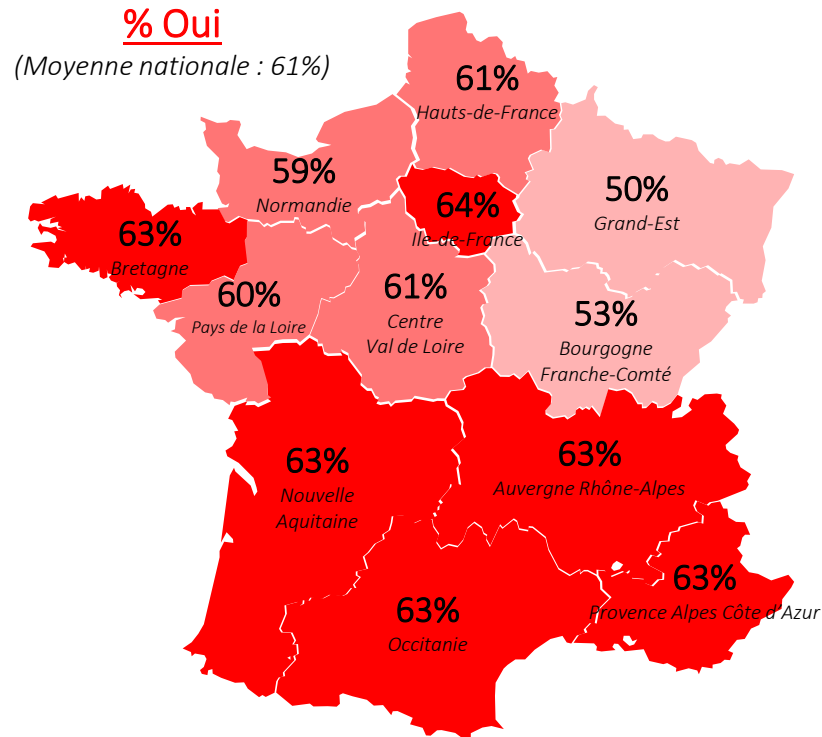 % Oui
(Moyenne nationale : 61%)
61%
Hauts-de-France
59%
Normandie
50%
Grand-Est
64%
Ile-de-France
63%
Bretagne
60%
Pays de la Loire
61%
Centre
Val de Loire
53%
Bourgogne
Franche-Comté
63%
Nouvelle
Aquitaine
63%
Auvergne Rhône-Alpes
63%
Provence Alpes Côte d'Azur
63%
Occitanie